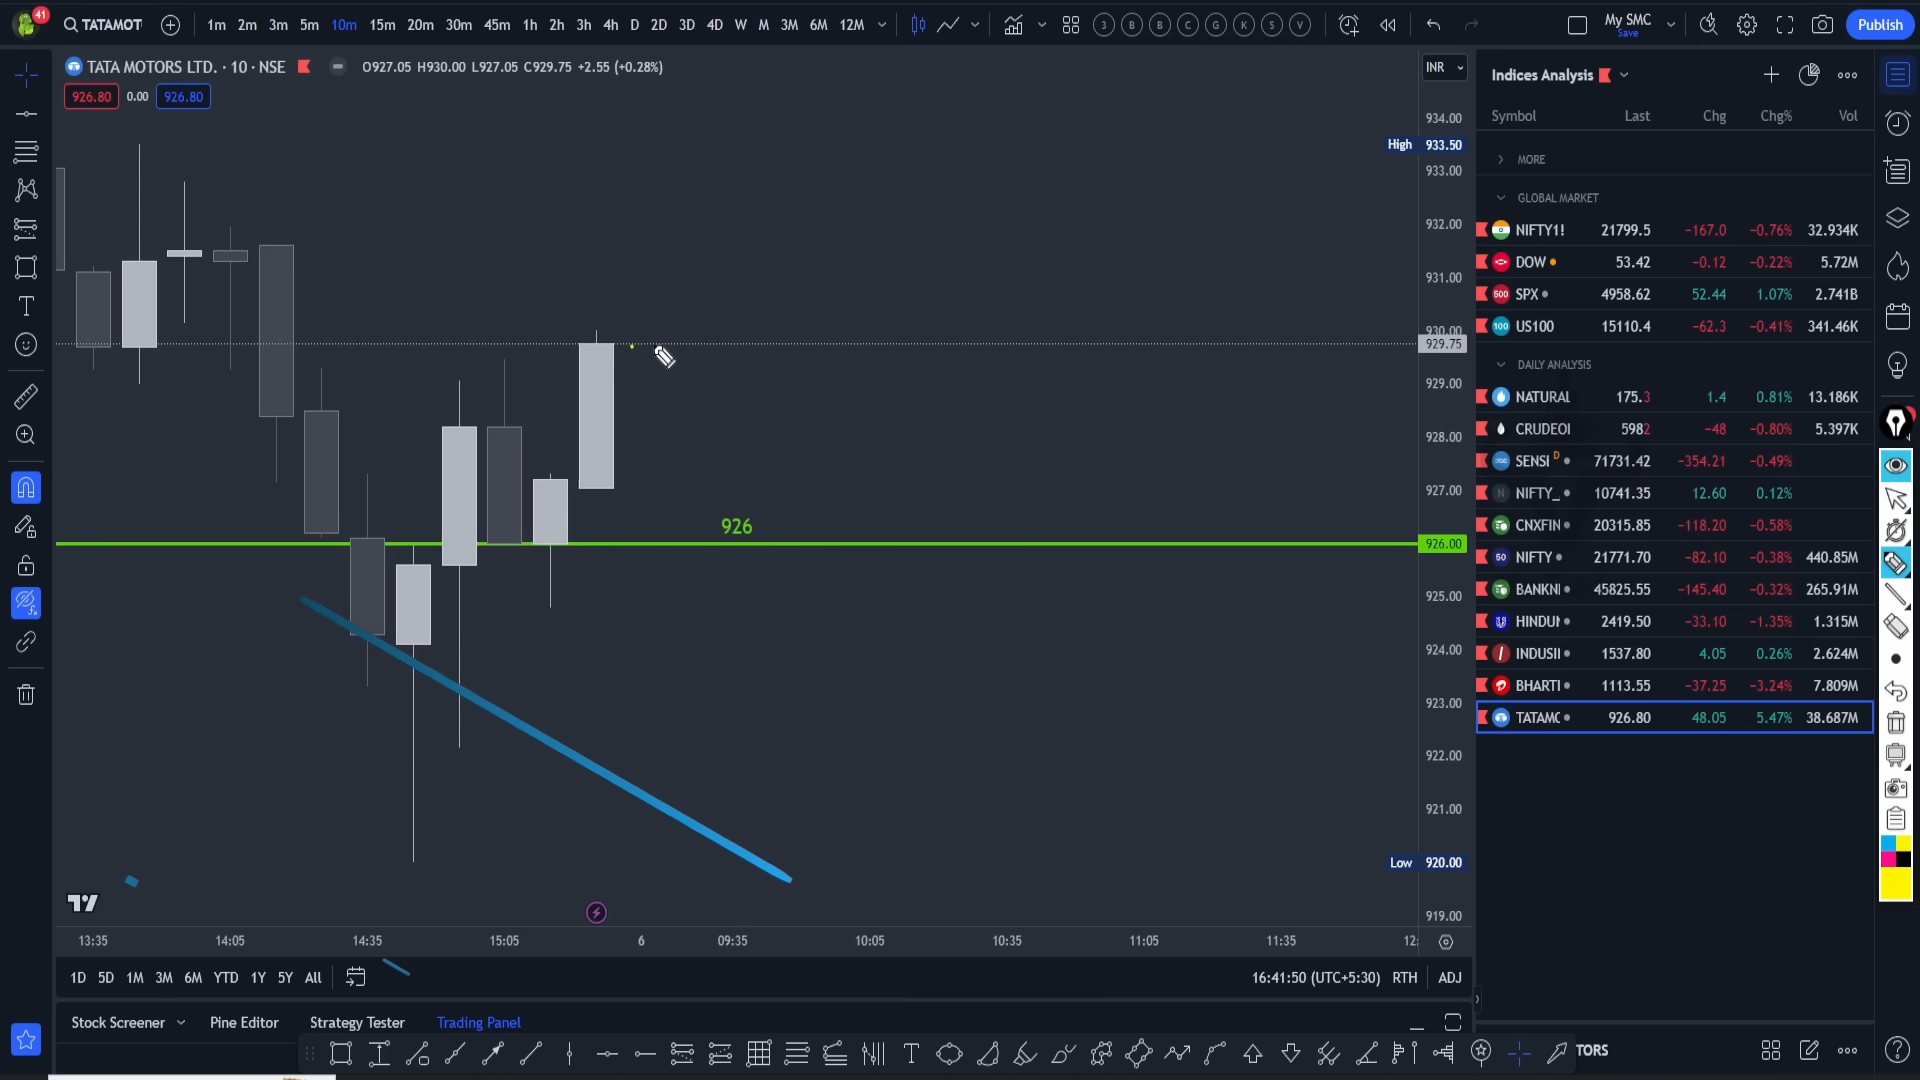 41
TATAMOT
1m 2m 3m 5m 10m 15m 20m 30m 45m 1h 2h 3h 4h D 2D 3D 4D W M 3M 6M 12M
3 B B C G K S V
My SMC
Save
Publish
TATA MOTORS LTD. · 10 · NSE
O927.05 H930.00 L927.05 C929.75 +2.55 (+0.28%)
926.80 0.00 926.80
INR
934.00
High 933.50
933.00
932.00
931.00
930.00
929.75
929.00
928.00
927.00
926
926.00
925.00
924.00
923.00
922.00
921.00
Low 920.00
919.00
13:35 14:05 14:35 15:05 6 09:35 10:05 10:35 11:05 11:35 12:
1D 5D 1M 3M 6M YTD 1Y 5Y All
16:41:50 (UTC+5:30) RTH ADJ
Stock Screener Pine Editor Strategy Tester Trading Panel
Indices Analysis
Symbol Last Chg Chg% Vol
MORE
GLOBAL MARKET
NIFTY1! 21799.5 −167.0 −0.76% 32.934K
DOW 53.42 −0.12 −0.22% 5.72M
500 SPX 4958.62 52.44 1.07% 2.741B
100 US100 15110.4 −62.3 −0.41% 341.46K
DAILY ANALYSIS
NATURAL 175.3 1.4 0.81% 13.186K
CRUDEOI 5982 −48 −0.80% 5.397K
SENSI D 71731.42 −354.21 −0.49%
N NIFTY_ 10741.35 12.60 0.12%
CNXFIN 20315.85 −118.20 −0.58%
50 NIFTY 21771.70 −82.10 −0.38% 440.85M
BANKNI 45825.55 −145.40 −0.32% 265.91M
HINDUN 2419.50 −33.10 −1.35% 1.315M
INDUSII 1537.80 4.05 0.26% 2.624M
BHARTI 1113.55 −37.25 −3.24% 7.809M
TATAMO 926.80 48.05 5.47% 38.687M
TORS